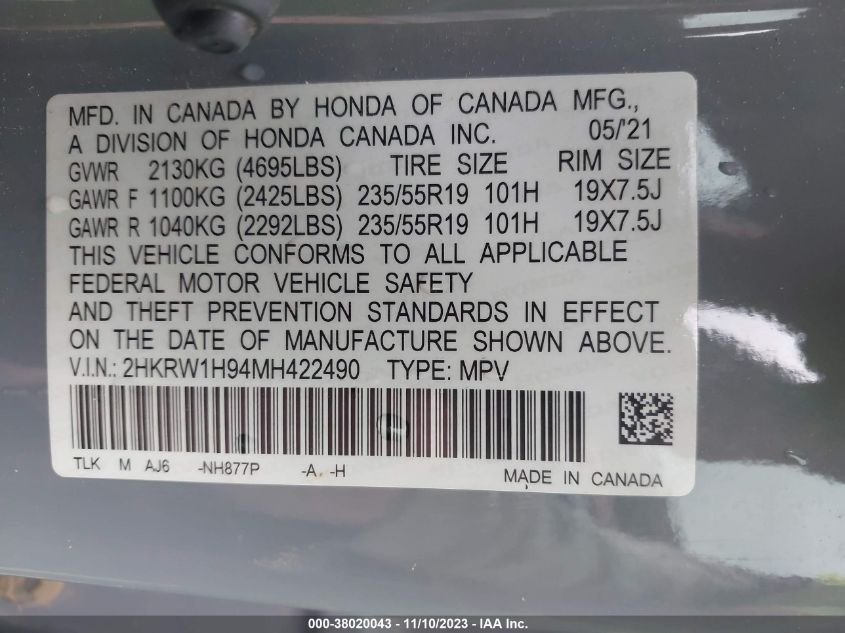 MFD. IN CANADA BY HONDA OF CANADA MFG.,
A DIVISION OF HONDA CANADA INC. 05/'21
GVWR 2130KG (4695LBS) TIRE SIZE RIM SIZE
GAWR F 1100KG (2425LBS) 235/55R19 101H 19X7.5J
GAWR R 1040KG (2292LBS) 235/55R19 101H 19X7.5J
THIS VEHICLE CONFORMS TO ALL APPLICABLE
FEDERAL MOTOR VEHICLE SAFETY
AND THEFT PREVENTION STANDARDS IN EFFECT
ON THE DATE OF MANUFACTURE SHOWN ABOVE.
V.I.N.: 2HKRW1H94MH422490 TYPE: MPV
TLK M AJ6 -NH877P -A -H
MADE IN CANADA
000-38020043 - 11/10/2023 - IAA Inc.